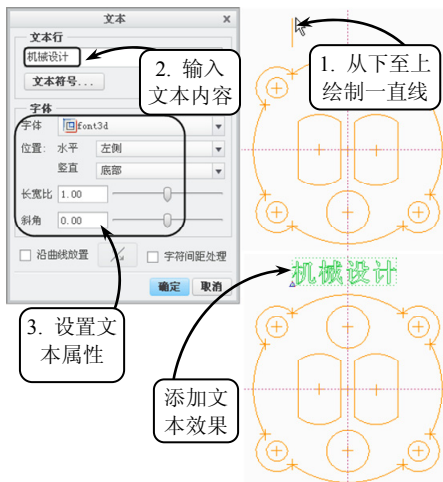 文本
文本行
机械设计
文本符号...
字体
字体 font3d
位置: 水平 左侧
竖直 底部
长宽比 1.00
斜角 0.00
沿曲线放置 字符间距处理
确定 取消
1. 从下至上
绘制一直线
2. 输入
文本内容
3. 设置文
本属性
机械设计
添加文
本效果